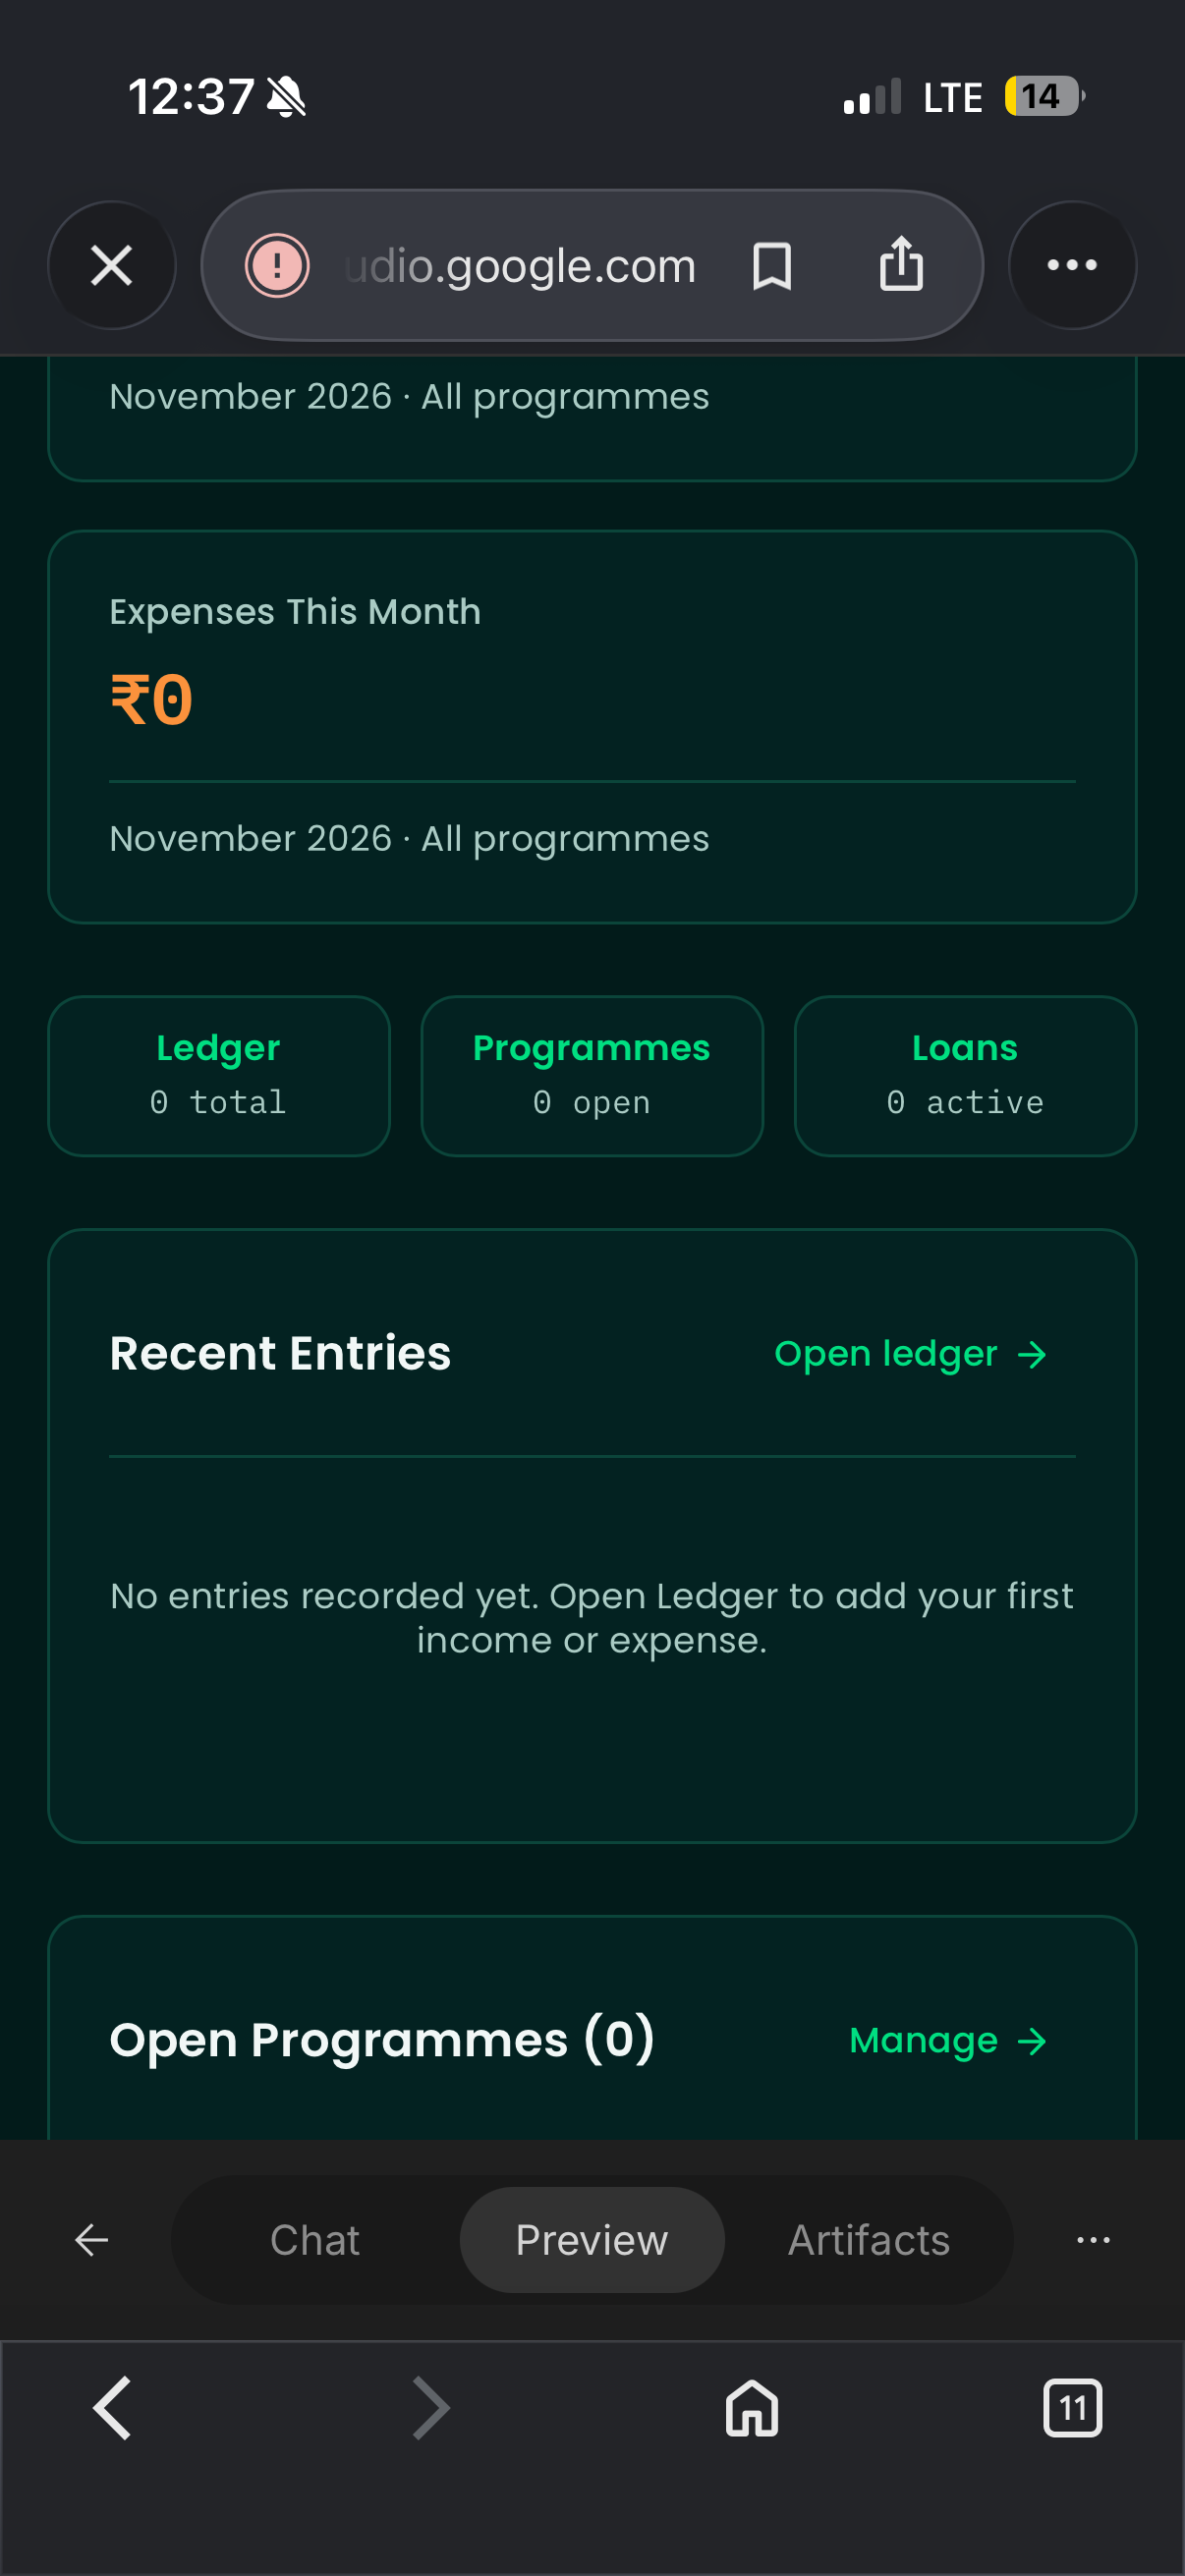 12:37
LTE 14
udio.google.com
November 2026 · All programmes
Expenses This Month
₹0
November 2026 · All programmes
Ledger
0 total
Programmes
0 open
Loans
0 active
Recent Entries
Open ledger →
No entries recorded yet. Open Ledger to add your first
income or expense.
Open Programmes (0)
Manage →
Chat
Preview
Artifacts
11